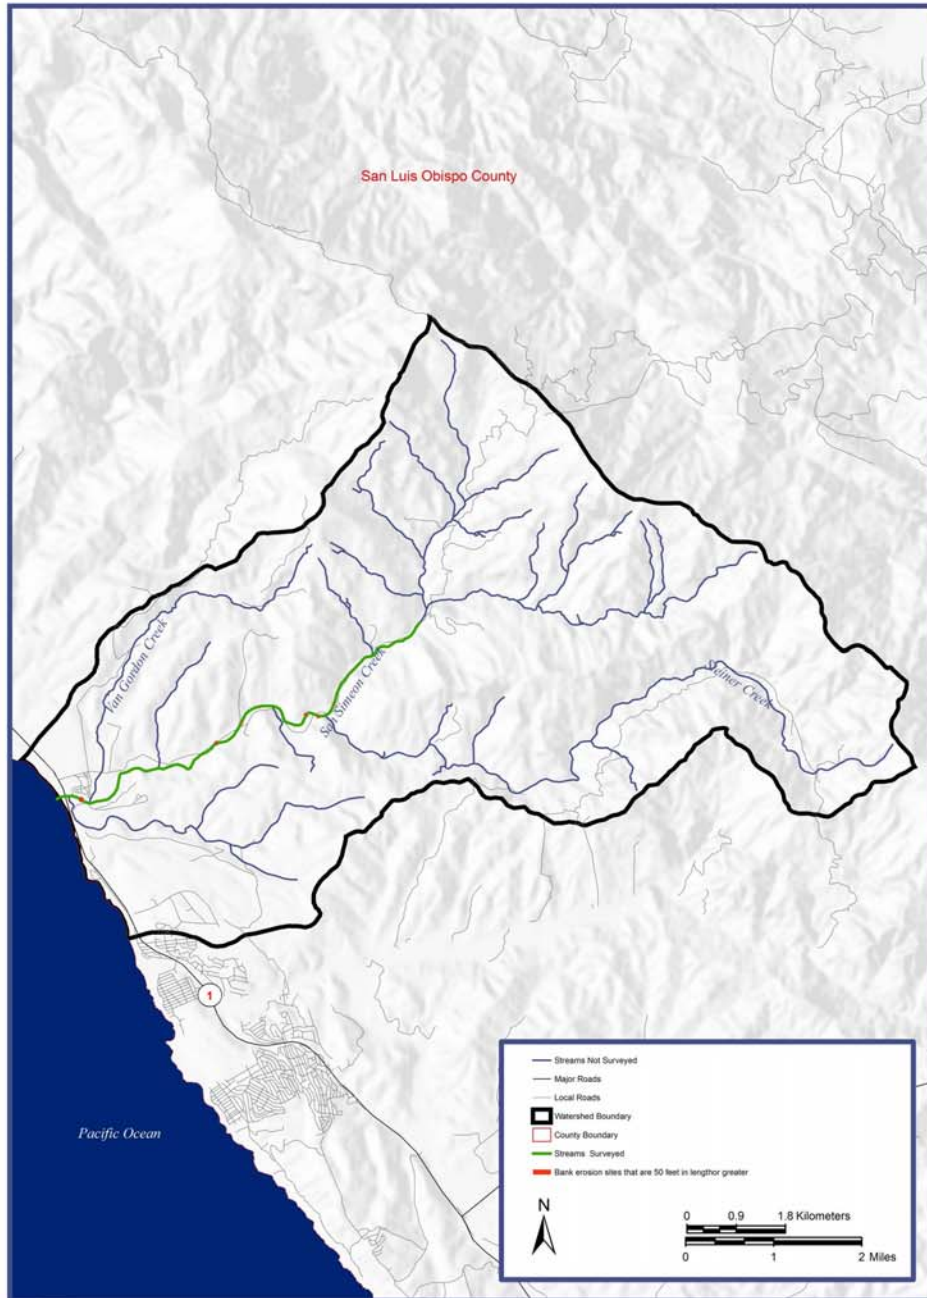 San Luis Obispo County
Van Gordon Creek
San Simeon Creek
Steiner Creek
1
Pacific Ocean
Streams Not Surveyed
Major Roads
Local Roads
Watershed Boundary
County Boundary
Streams Surveyed
Bank erosion sites that are 50 feet in lengthor greater
N
0 0.9 1.8 Kilometers
0 1 2 Miles